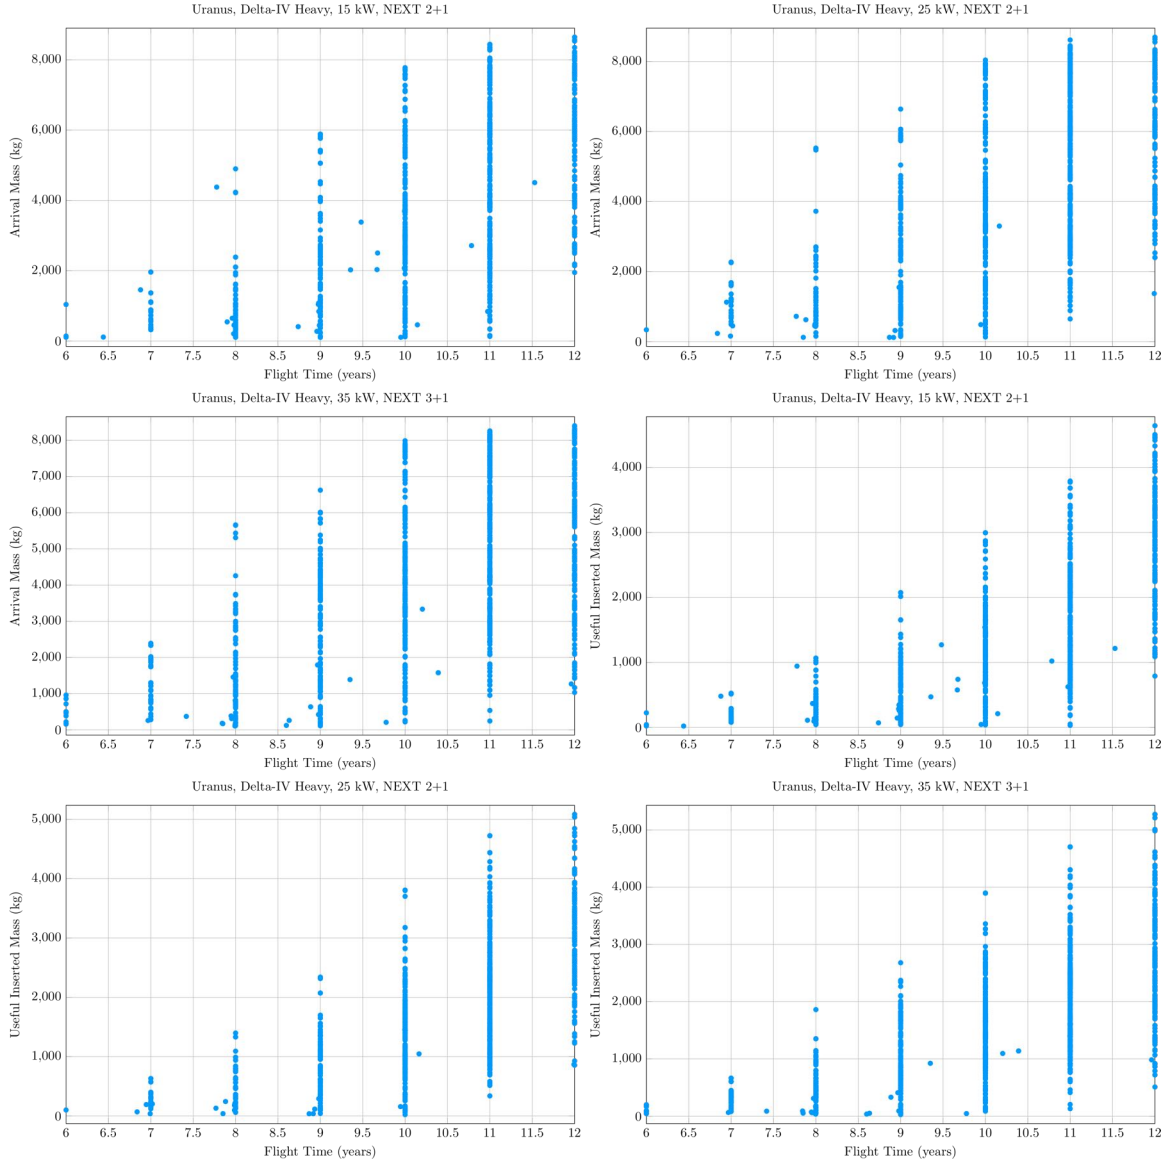 Uranus, Delta-IV Heavy, 15 kW, NEXT 2+1
8,000
6,000
4,000
2,000
0
Arrival Mass (kg)
6 6.5 7 7.5 8 8.5 9 9.5 10 10.5 11 11.5 12
Flight Time (years)
Uranus, Delta-IV Heavy, 25 kW, NEXT 2+1
8,000
6,000
4,000
2,000
0
Arrival Mass (kg)
6 6.5 7 7.5 8 8.5 9 9.5 10 10.5 11 11.5 12
Flight Time (years)
Uranus, Delta-IV Heavy, 35 kW, NEXT 3+1
8,000
7,000
6,000
5,000
4,000
3,000
2,000
1,000
0
Arrival Mass (kg)
6 6.5 7 7.5 8 8.5 9 9.5 10 10.5 11 11.5 12
Flight Time (years)
Uranus, Delta-IV Heavy, 15 kW, NEXT 2+1
4,000
3,000
2,000
1,000
0
Useful Inserted Mass (kg)
6 6.5 7 7.5 8 8.5 9 9.5 10 10.5 11 11.5 12
Flight Time (years)
Uranus, Delta-IV Heavy, 25 kW, NEXT 2+1
5,000
4,000
3,000
2,000
1,000
0
Useful Inserted Mass (kg)
6 6.5 7 7.5 8 8.5 9 9.5 10 10.5 11 11.5 12
Flight Time (years)
Uranus, Delta-IV Heavy, 35 kW, NEXT 3+1
5,000
4,000
3,000
2,000
1,000
0
Useful Inserted Mass (kg)
6 6.5 7 7.5 8 8.5 9 9.5 10 10.5 11 11.5 12
Flight Time (years)